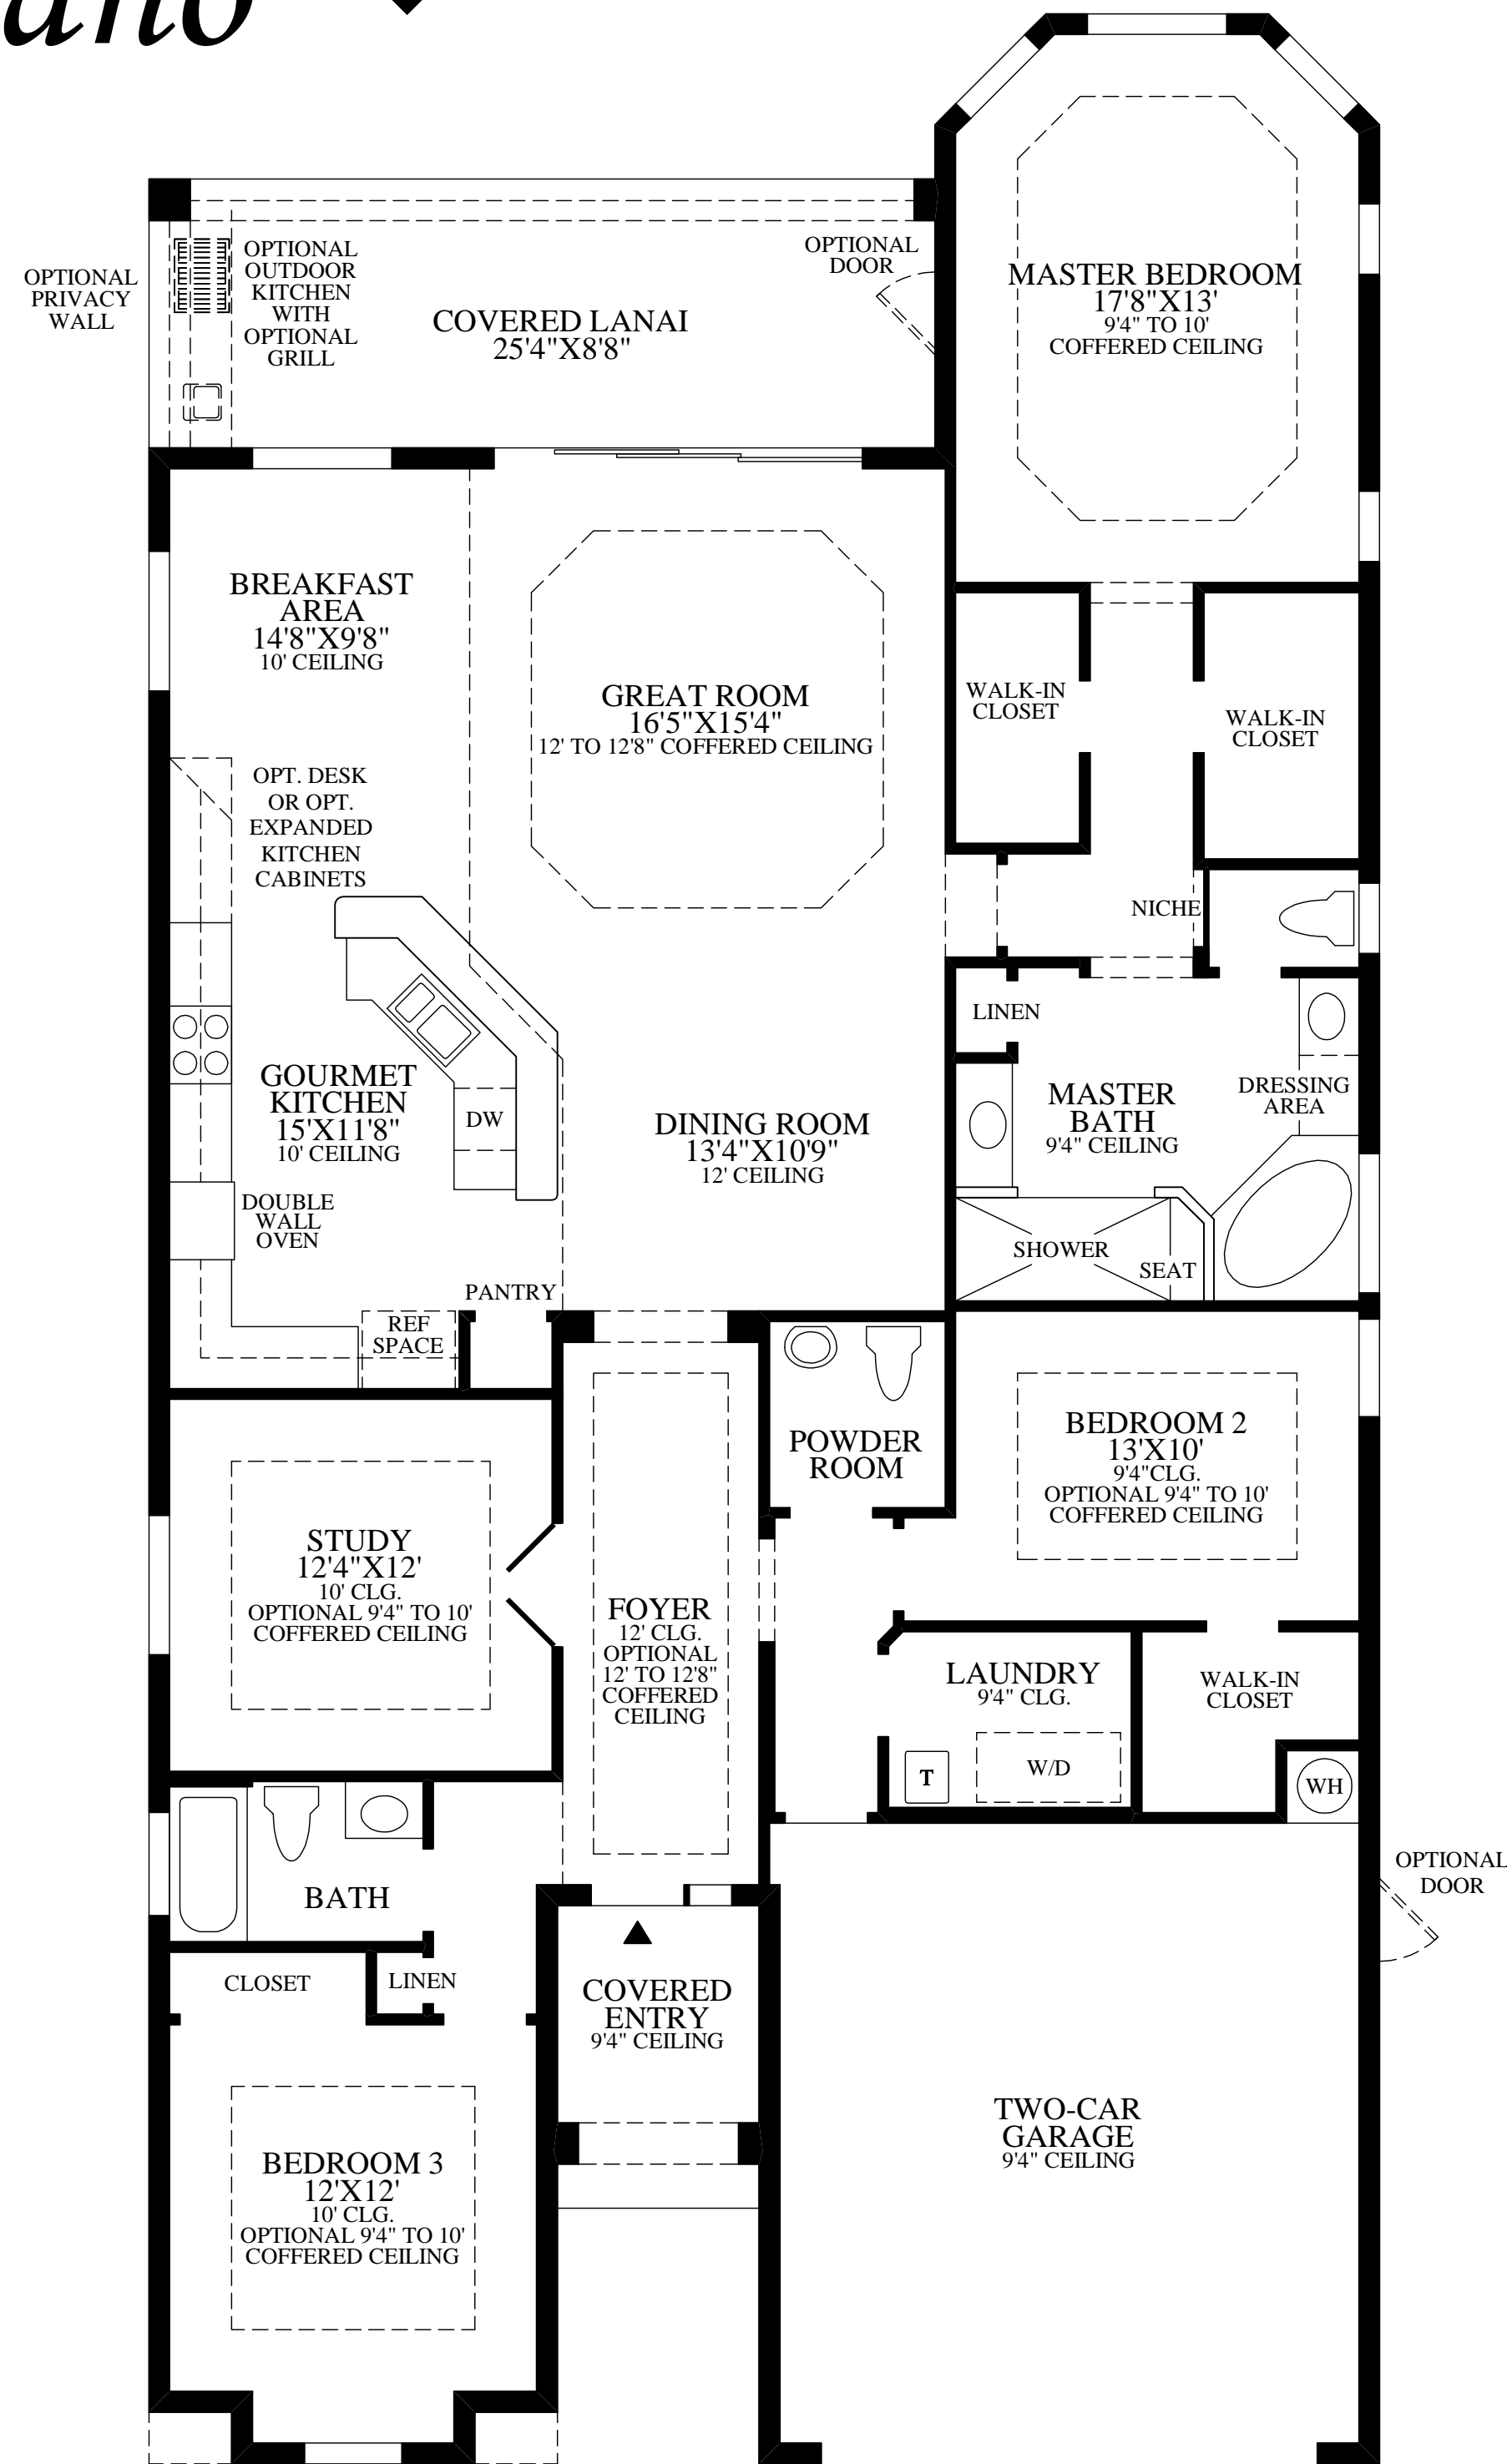 ano
OPTIONAL
PRIVACY
WALL
OPTIONAL
OUTDOOR
KITCHEN
WITH
OPTIONAL
GRILL
COVERED LANAI
25'4"X8'8"
OPTIONAL
DOOR
MASTER BEDROOM
17'8"X13'
9'4" TO 10'
COFFERED CEILING
BREAKFAST
AREA
14'8"X9'8"
10' CEILING
GREAT ROOM
16'5"X15'4"
12' TO 12'8" COFFERED CEILING
WALK-IN
CLOSET
WALK-IN
CLOSET
OPT. DESK
OR OPT.
EXPANDED
KITCHEN
CABINETS
NICHE
LINEN
GOURMET
KITCHEN
15'X11'8"
10' CEILING
DW
DINING ROOM
13'4"X10'9"
12' CEILING
MASTER
BATH
9'4" CEILING
DRESSING
AREA
DOUBLE
WALL
OVEN
SHOWER
SEAT
PANTRY
REF
SPACE
POWDER
ROOM
BEDROOM 2
13'X10'
9'4"CLG.
OPTIONAL 9'4" TO 10'
COFFERED CEILING
STUDY
12'4"X12'
10' CLG.
OPTIONAL 9'4" TO 10'
COFFERED CEILING
FOYER
12' CLG.
OPTIONAL
12' TO 12'8"
COFFERED
CEILING
LAUNDRY
9'4" CLG.
WALK-IN
CLOSET
T
W/D
WH
OPTIONAL
DOOR
BATH
CLOSET
LINEN
COVERED
ENTRY
9'4" CEILING
TWO-CAR
GARAGE
9'4" CEILING
BEDROOM 3
12'X12'
10' CLG.
OPTIONAL 9'4" TO 10'
COFFERED CEILING